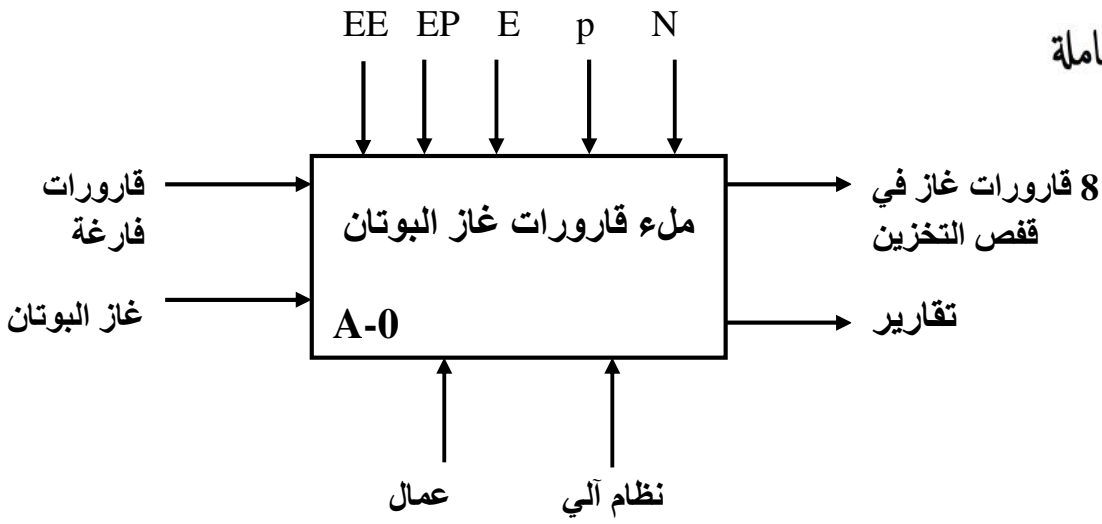 EE EP E p N
قارورات
فارغة
غاز البوتان
ملء قارورات غاز البوتان
A-0
8 قارورات غاز في
قفص التخزين
تقارير
عمال
نظام آلي